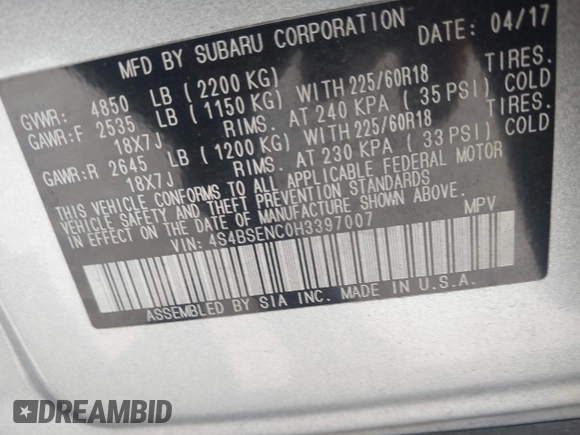 MFD BY SUBARU CORPORATION DATE: 04/17
GVWR: 4850 LB (2200 KG)
GAWR:F 2535 LB (1150 KG) WITH 225/60R18 TIRES.
18X7J RIMS. AT 240 KPA (35 PSI) COLD
GAWR:R 2645 LB (1200 KG) WITH 225/60R18 TIRES.
18X7J RIMS. AT 230 KPA (33 PSI) COLD
THIS VEHICLE CONFORMS TO ALL APPLICABLE FEDERAL MOTOR
VEHICLE SAFETY AND THEFT PREVENTION STANDARDS
IN EFFECT ON THE DATE OF MANUFACTURE SHOWN ABOVE.
VIN: 4S4BSENC0H3397007 MPV
ASSEMBLED BY SIA INC. MADE IN U.S.A.
DREAMBID